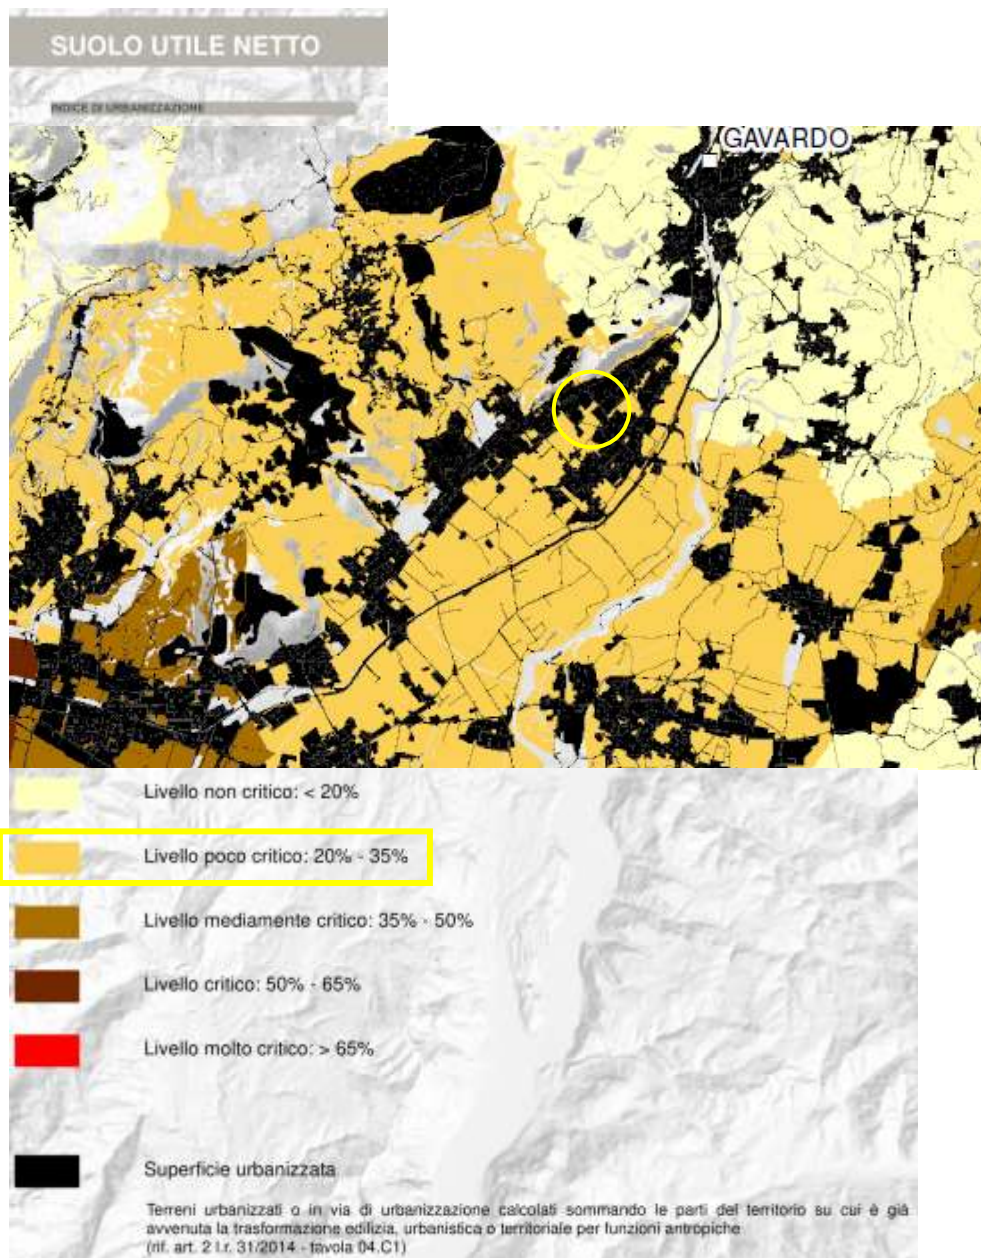 SUOLO UTILE NETTO
INDICE DI URBANIZZAZIONE
GAVARDO
Livello non critico: < 20%
Livello poco critico: 20% - 35%
Livello mediamente critico: 35% - 50%
Livello critico: 50% - 65%
Livello molto critico: > 65%
Superficie urbanizzata
Terreni urbanizzati o in via di urbanizzazione calcolati sommando le parti del territorio su cui è già
avvenuta la trasformazione edilizia, urbanistica o territoriale per funzioni antropiche
(rif. art. 2 l.r. 31/2014 - tavola 04.C1)